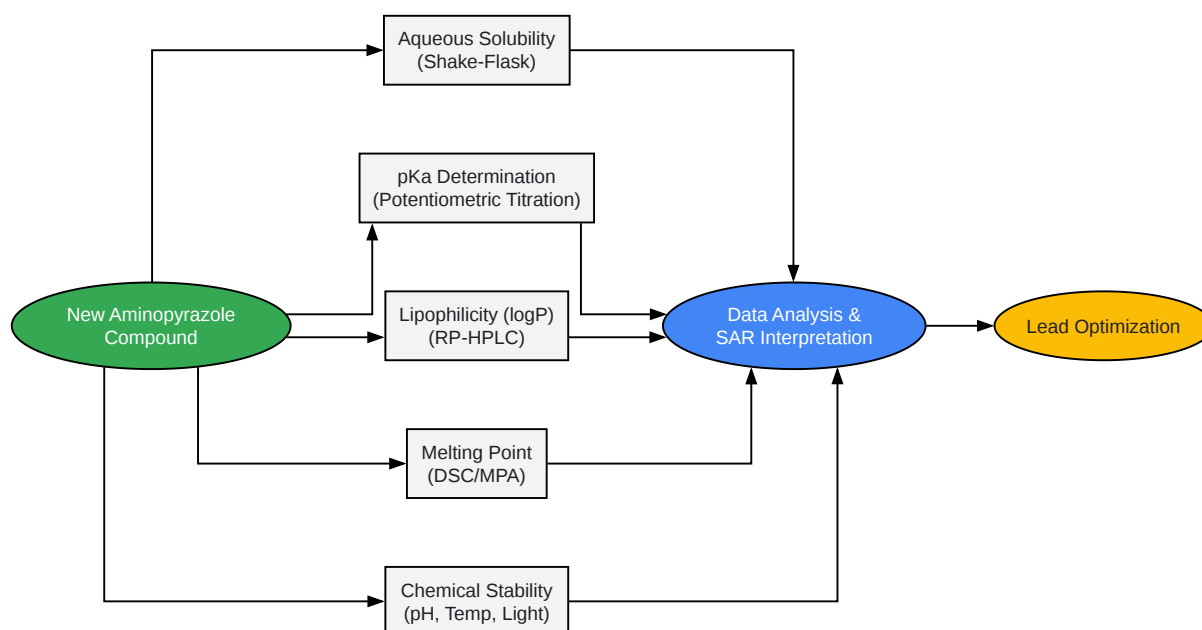 Aqueous Solubility
(Shake-Flask)
pKa Determination
(Potentiometric Titration)
New Aminopyrazole
Compound
Lipophilicity (logP)
(RP-HPLC)
Data Analysis &
SAR Interpretation
Lead Optimization
Melting Point
(DSC/MPA)
Chemical Stability
(pH, Temp, Light)